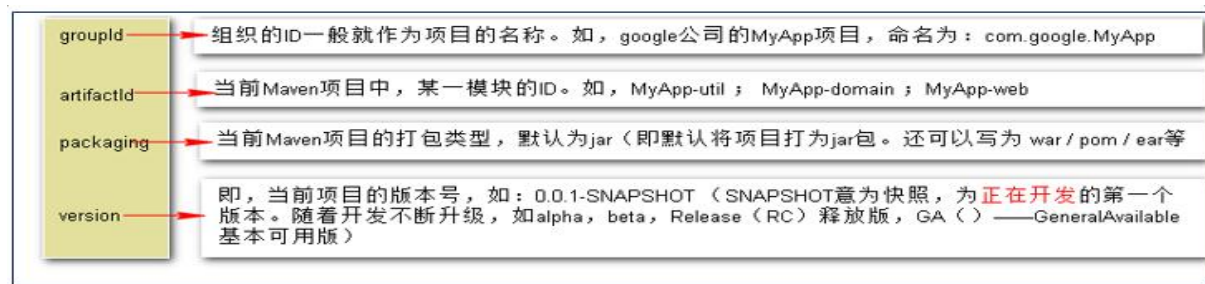 groupId
组织的ID一般就作为项目的名称。如，google公司的MyApp项目，命名为：com.google.MyApp
artifactId
当前Maven项目中，某一模块的ID。如，MyApp-util； MyApp-domain；MyApp-web
packaging
当前Maven项目的打包类型，默认为jar（即默认将项目打为jar包。还可以写为 war / pom / ear等
version
即，当前项目的版本号，如：0.0.1-SNAPSHOT （SNAPSHOT意为快照，为正在开发的第一个
版本。随着开发不断升级，如alpha，beta，Release（RC）释放版，GA（）——GeneralAvailable
基本可用版）